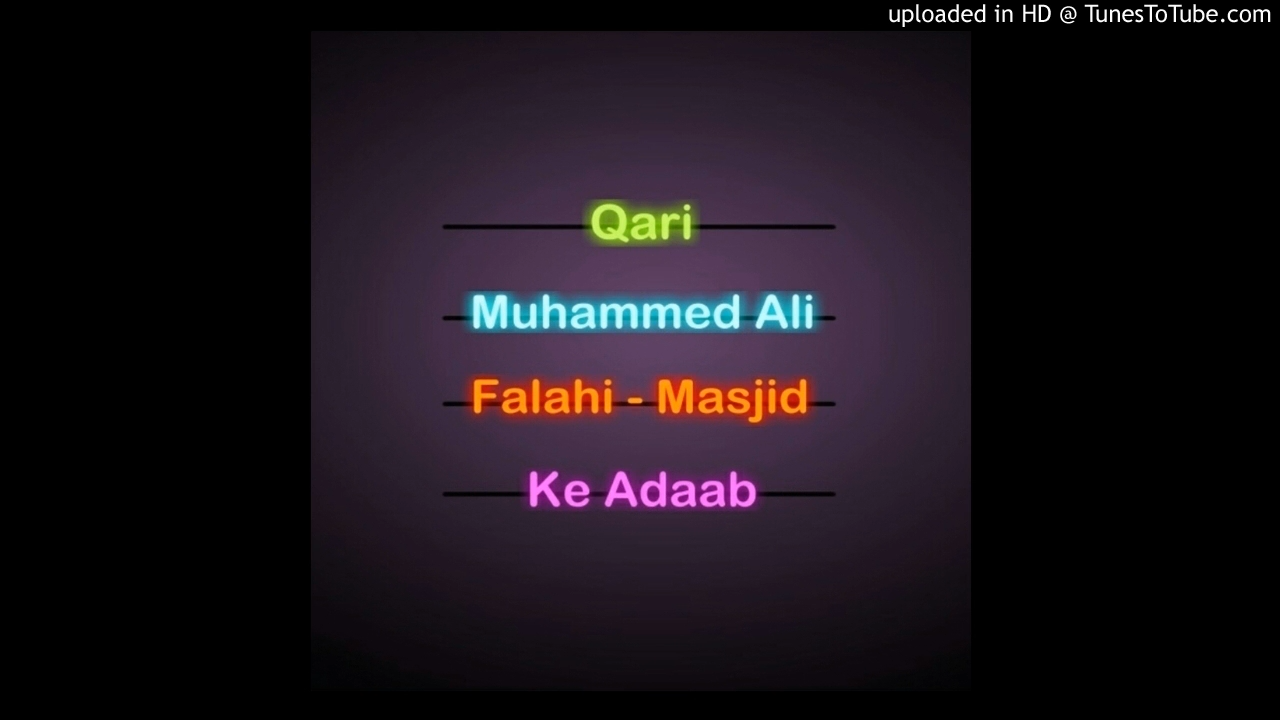 uploaded in HD @ TunesToTube.com
Qari
Muhammed Ali
Falahi - Masjid
Ke Adaab